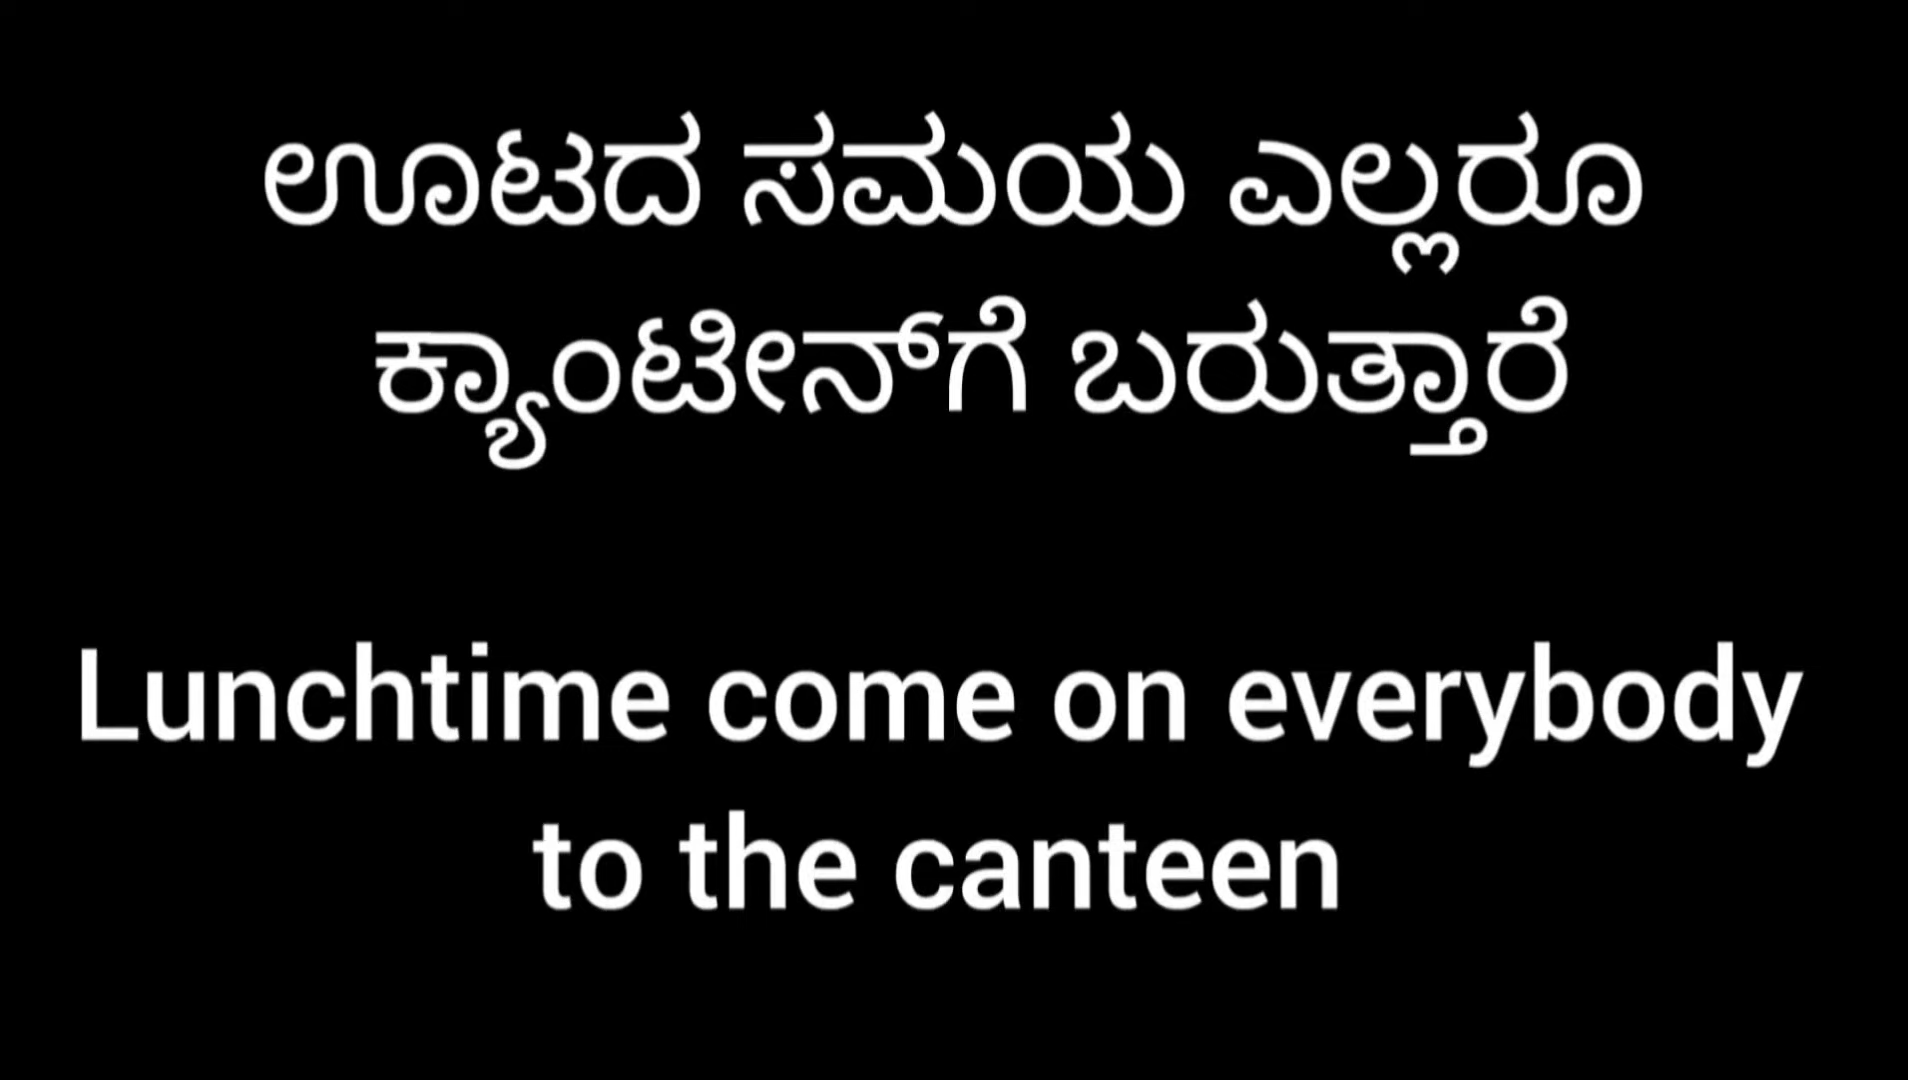 ಊಟದ ಸಮಯ ಎಲ್ಲರೂ
ಕ್ಯಾಂಟೀನ್‌ಗೆ ಬರುತ್ತಾರೆ
Lunchtime come on everybody
to the canteen